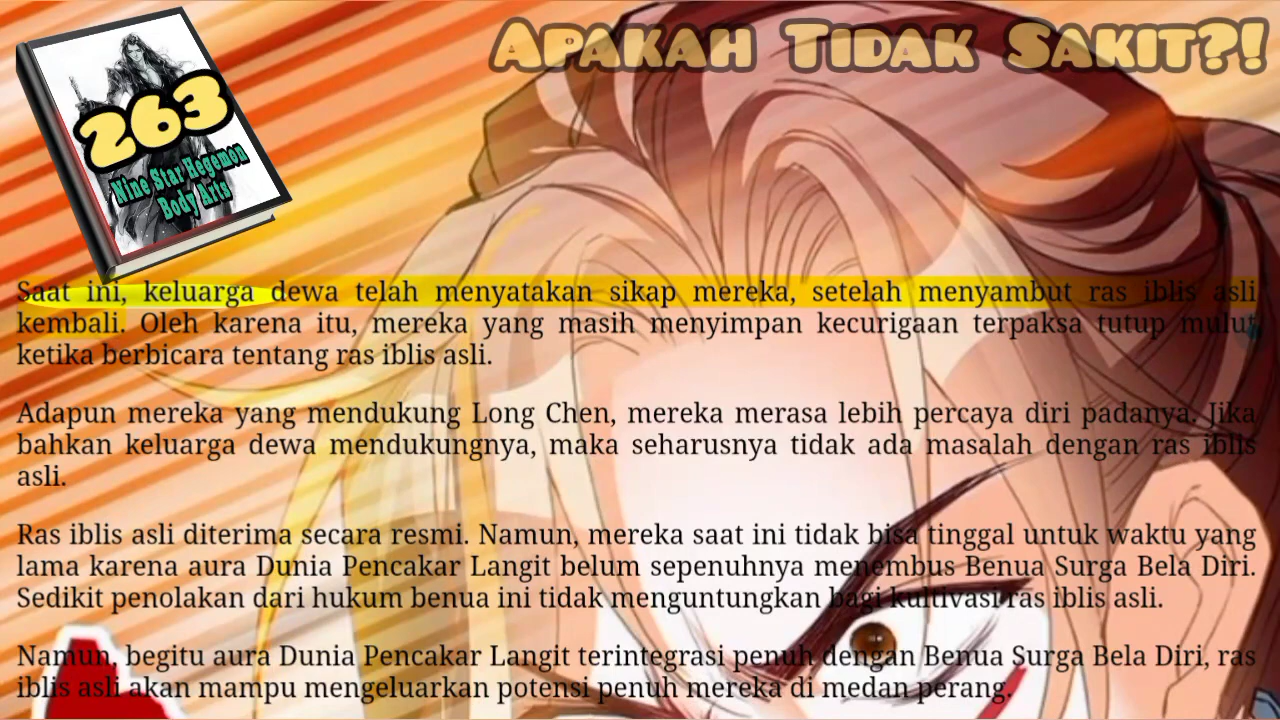 Apakah Tidak Sakit?!
263
Nine Star Hegemon
Body Arts
Saat ini, keluarga dewa telah menyatakan sikap mereka, setelah menyambut ras iblis asli
kembali. Oleh karena itu, mereka yang masih menyimpan kecurigaan terpaksa tutup mulut
ketika berbicara tentang ras iblis asli.
Adapun mereka yang mendukung Long Chen, mereka merasa lebih percaya diri padanya. Jika
bahkan keluarga dewa mendukungnya, maka seharusnya tidak ada masalah dengan ras iblis
asli.
Ras iblis asli diterima secara resmi. Namun, mereka saat ini tidak bisa tinggal untuk waktu yang
lama karena aura Dunia Pencakar Langit belum sepenuhnya menembus Benua Surga Bela Diri.
Sedikit penolakan dari hukum benua ini tidak menguntungkan bagi kultivasi ras iblis asli.
Namun, begitu aura Dunia Pencakar Langit terintegrasi penuh dengan Benua Surga Bela Diri, ras
iblis asli akan mampu mengeluarkan potensi penuh mereka di medan perang.